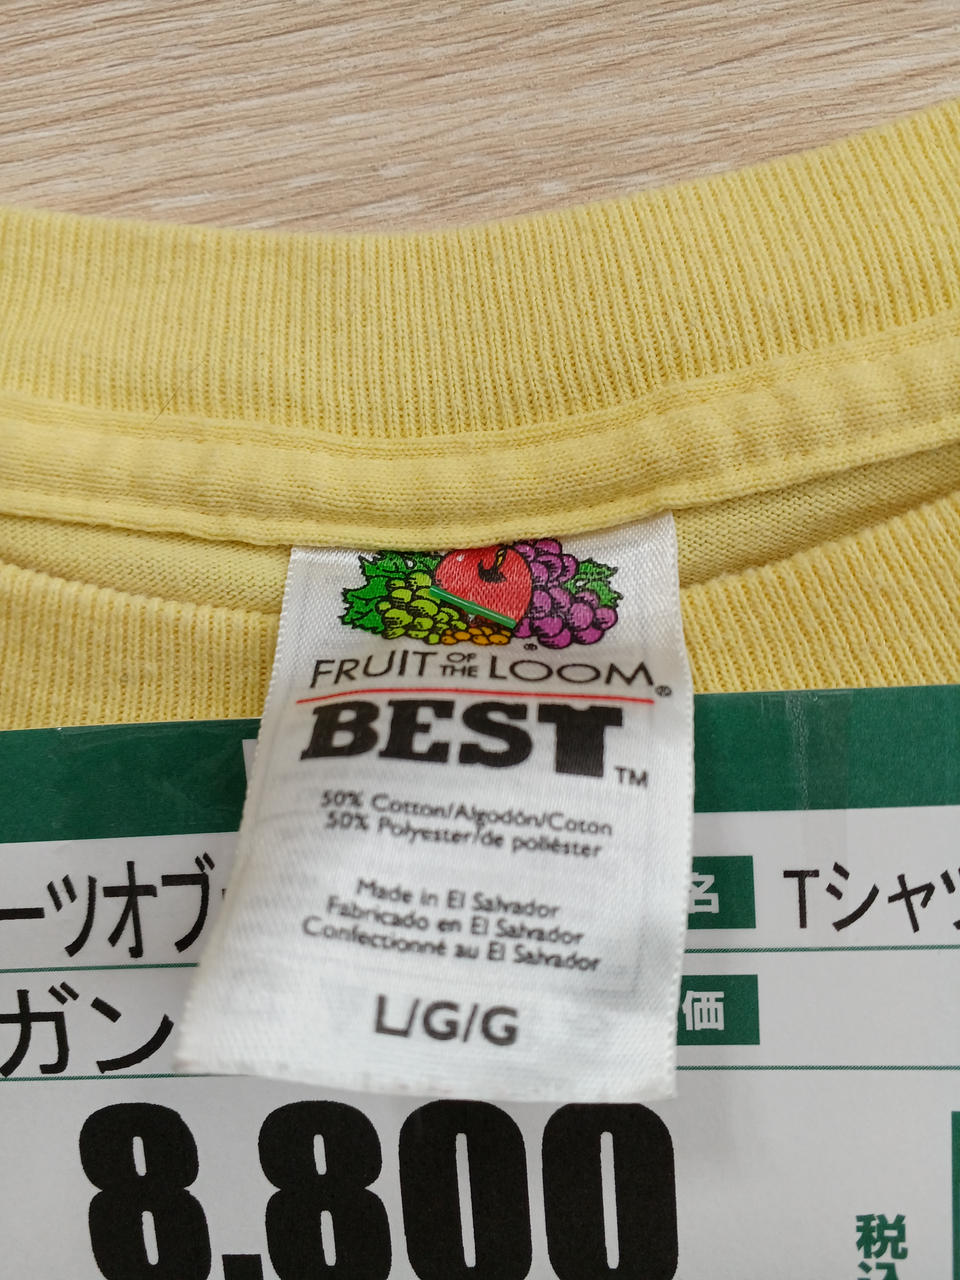 FRUIT OF THE LOOM®
BEST™
50% Cotton/Algodón/Coton
50% Polyester/de poliéster
Made in El Salvador
Fabricado en El Salvador
Confectionné au El Salvador
L/G/G
ーツオブ
名
Tシャツ
ガン
価
8,800
税込